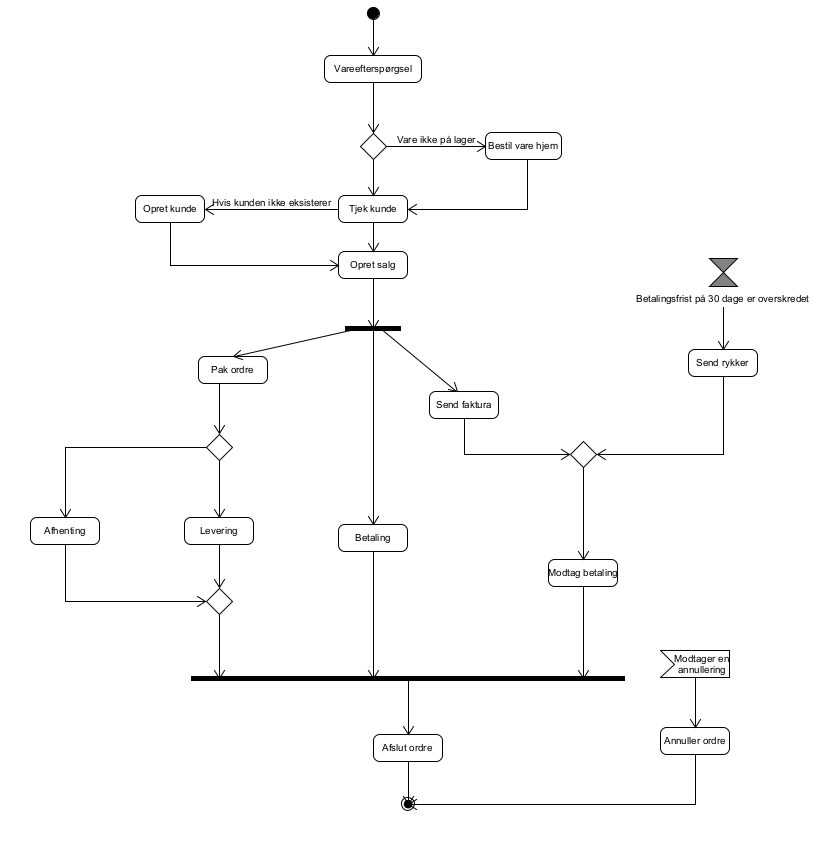 Vareefterspørgsel
Vare ikke på lager
Bestil vare hjem
Opret kunde
Hvis kunden ikke eksisterer
Tjek kunde
Opret salg
Betalingsfrist på 30 dage er overskredet
Pak ordre
Send rykker
Send faktura
Afhenting
Levering
Betaling
Modtag betaling
Modtager en
annullering
Afslut ordre
Annuller ordre